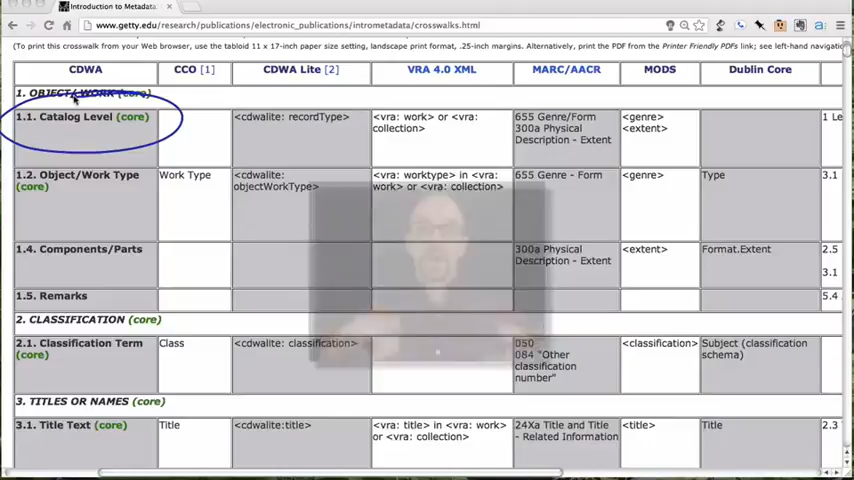 Introduction to Metadata:
www.getty.edu/research/publications/electronic_publications/intrometadata/crosswalks.html
(To print this crosswalk from your Web browser, use the tabloid 11 x 17-inch paper size setting, landscape print format, .25-inch margins. Alternatively, print the PDF from the Printer Friendly PDFs link; see left-hand navigatio
CDWA CCO [1] CDWA Lite [2] VRA 4.0 XML MARC/AACR MODS Dublin Core
1. OBJECT/ WORK (core)
1.1. Catalog Level (core) <cdwalite: recordType> <vra: work> or <vra: 655 Genre/Form <genre> 1 Le
collection> 300a Physical <extent>
Description - Extent
1.2. Object/Work Type Work Type <cdwalite: <vra: worktype> in <vra: 655 Genre - Form <genre> Type 3.1
(core) objectWorkType> work> or <vra: collection>
1.4. Components/Parts 300a Physical <extent> Format.Extent 2.5
Description - Extent
3.1
1.5. Remarks 5.4
2. CLASSIFICATION (core)
2.1. Classification Term Class <cdwalite: classification> 050 <classification> Subject (classification
(core) 084 "Other schema)
classification
number"
3. TITLES OR NAMES (core)
3.1. Title Text (core) Title <cdwalite:title> <vra: title> in <vra: work> 24Xa Title and Title <title> Title 2.3
or <vra: collection> - Related Information